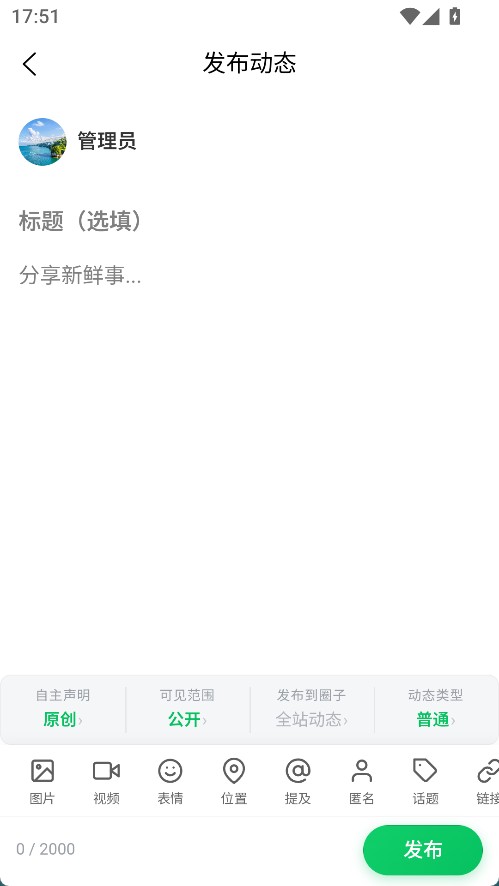 17:51
发布动态
管理员
标题（选填）
分享新鲜事...
自主声明 可见范围 发布到圈子 动态类型
原创› 公开› 全站动态› 普通›
图片 视频 表情 位置 提及 匿名 话题 链接
0 / 2000 发布